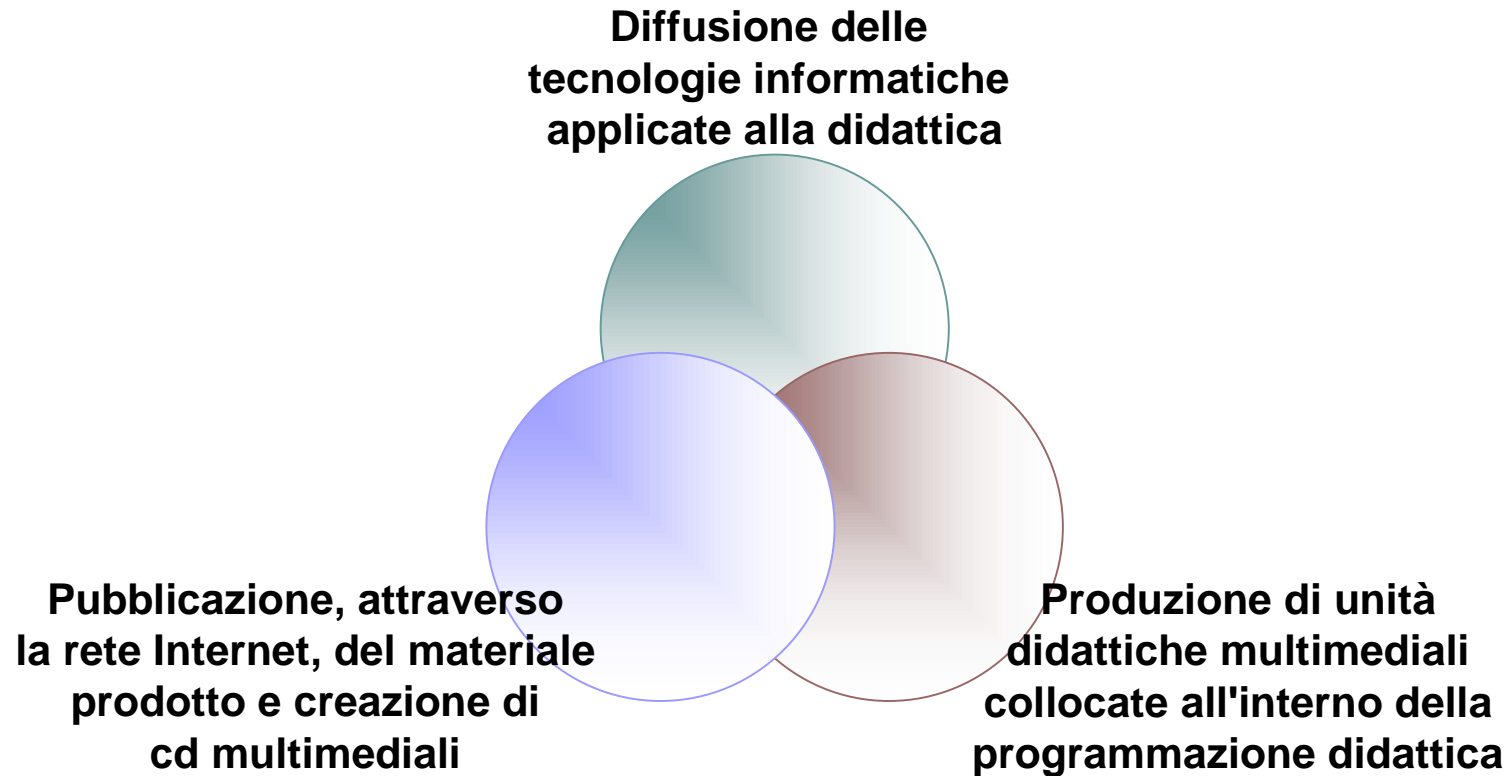 Diffusione delle
tecnologie informatiche
applicate alla didattica
Pubblicazione, attraverso
la rete Internet, del materiale
prodotto e creazione di
cd multimediali
Produzione di unità
didattiche multimediali
collocate all'interno della
programmazione didattica